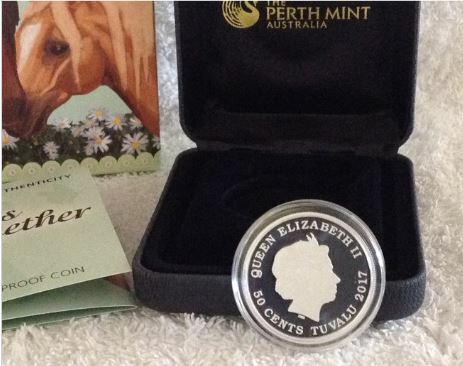 THE
PERTH MINT
AUSTRALIA
THENTICITY
s
ether
PROOF COIN
QUEEN ELIZABETH II
50 CENTS TUVALU 2017